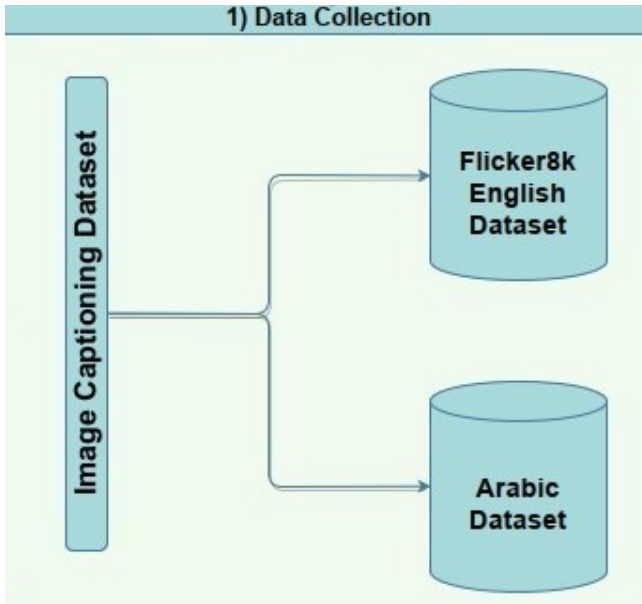 1) Data Collection
Image Captioning Dataset
Flicker8k
English
Dataset
Arabic
Dataset